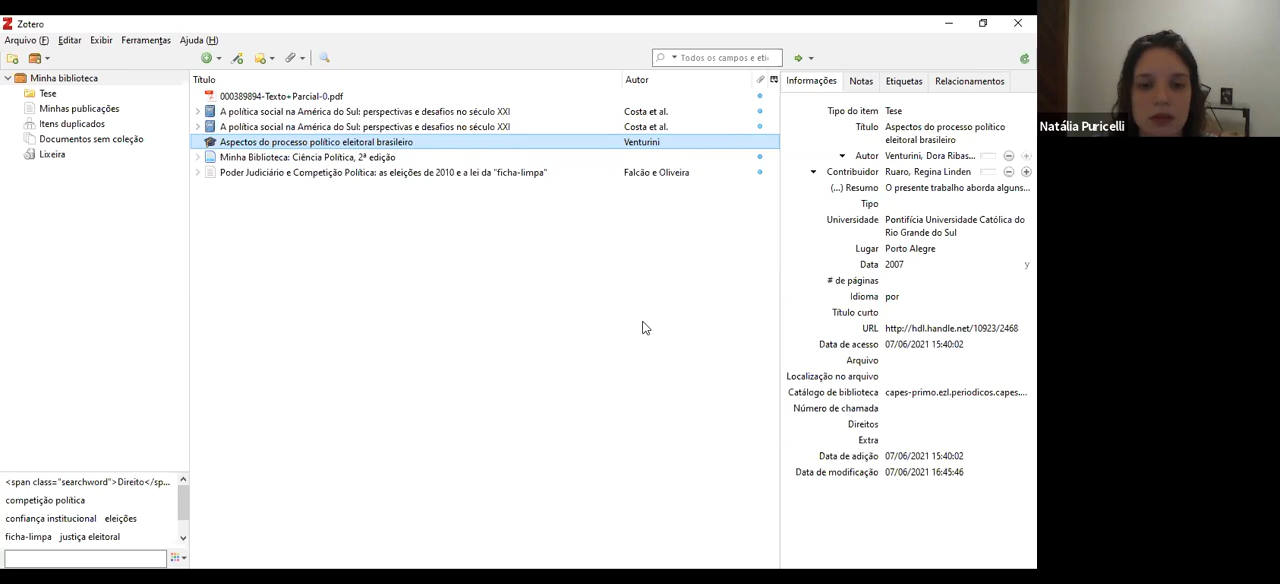 Zotero
Arquivo (F) Editar Exibir Ferramentas Ajuda (H)
Todos os campos e eti
Minha biblioteca
Tese
Minhas publicações
Itens duplicados
Documentos sem coleção
Lixeira
Título Autor
000389894-Texto+Parcial-0.pdf
A política social na América do Sul: perspectivas e desafios no século XXI Costa et al.
A política social na América do Sul: perspectivas e desafios no século XXI Costa et al.
Aspectos do processo político eleitoral brasileiro Venturini
Minha Biblioteca: Ciência Política, 2ª edição
Poder Judiciário e Competição Política: as eleições de 2010 e a lei da "ficha-limpa" Falcão e Oliveira
Informações Notas Etiquetas Relacionamentos
Tipo do item Tese
Título Aspectos do processo político
eleitoral brasileiro
Autor Venturini, Dora Ribas...
Contribuidor Ruaro, Regina Linden
(...) Resumo O presente trabalho aborda alguns...
Tipo
Universidade Pontifícia Universidade Católica do
Rio Grande do Sul
Lugar Porto Alegre
Data 2007 y
# de páginas
Idioma por
Título curto
URL http://hdl.handle.net/10923/2468
Data de acesso 07/06/2021 15:40:02
Arquivo
Localização no arquivo
Catálogo de biblioteca capes-primo.ezl.periodicos.capes....
Número de chamada
Direitos
Extra
Data de adição 07/06/2021 15:40:02
Data de modificação 07/06/2021 16:45:46
<span class="searchword">Direito</sp...
competição política
confiança institucional eleições
ficha-limpa justiça eleitoral
Natália Puricelli